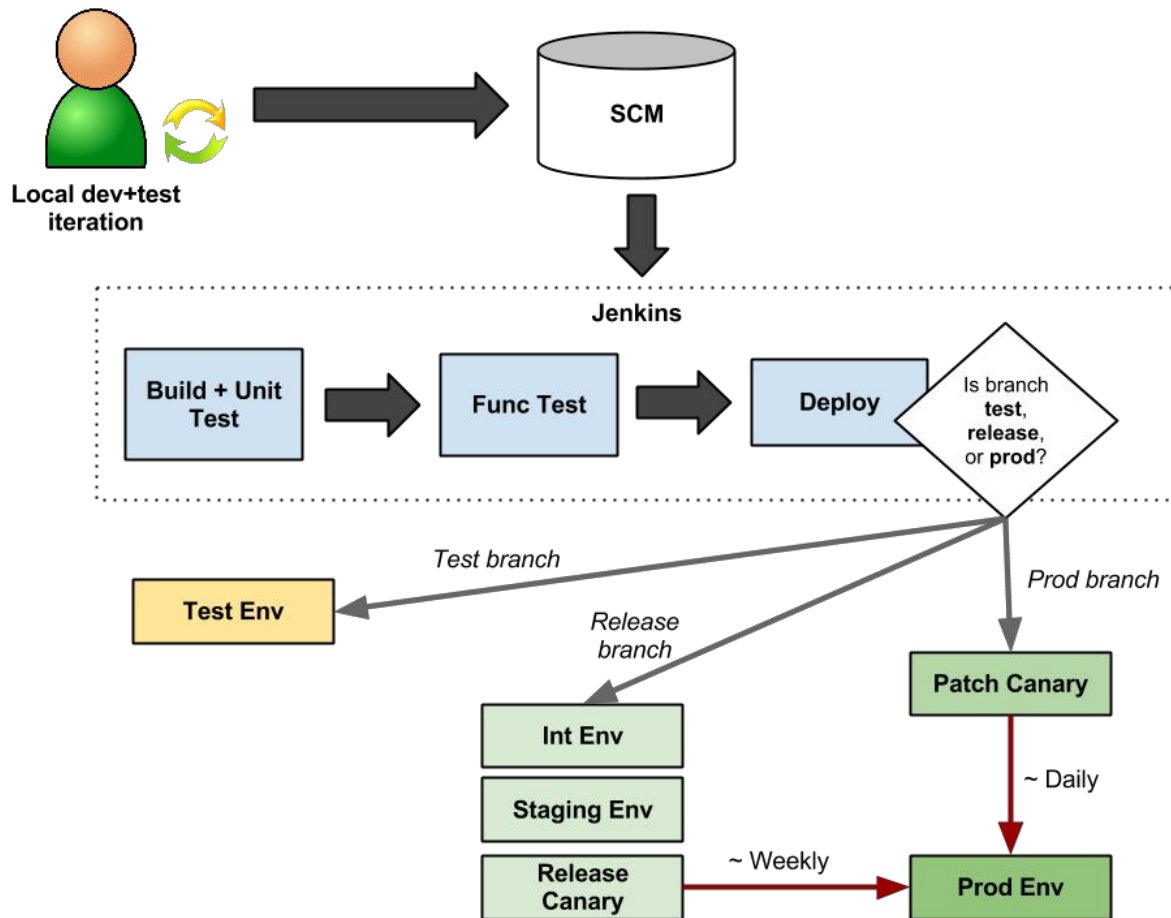 SCM
Local dev+test
iteration
Jenkins
Build + Unit
Test
Func Test
Deploy
Is branch
test,
release,
or prod?
Test branch
Prod branch
Test Env
Release
branch
Patch Canary
Int Env
~ Daily
Staging Env
~ Weekly
Release
Canary
Prod Env